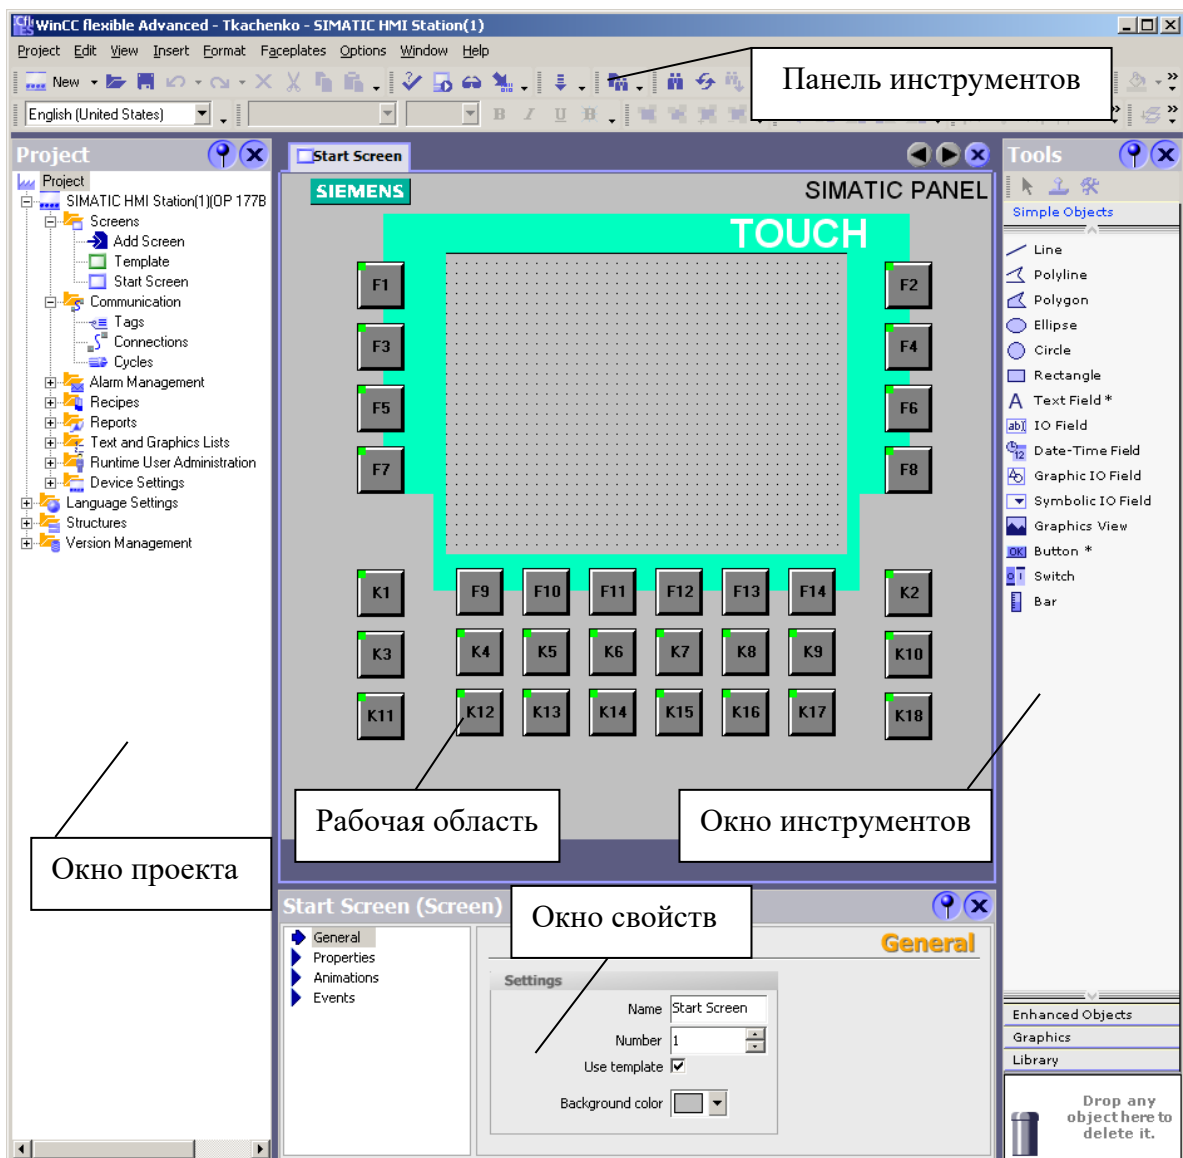 WinCC flexible Advanced - Tkachenko - SIMATIC HMI Station(1)
Project Edit View Insert Format Faceplates Options Window Help
New
Панель инструментов
English (United States)
B I U
Project
Start Screen
Tools
Project
SIMATIC HMI Station(1)(OP 177B
Screens
Add Screen
Template
Start Screen
Communication
Tags
Connections
Cycles
Alarm Management
Recipes
Reports
Text and Graphics Lists
Runtime User Administration
Device Settings
Language Settings
Structures
Version Management
SIEMENS
SIMATIC PANEL
TOUCH
F1 F2
F3 F4
F5 F6
F7 F8
K1 F9 F10 F11 F12 F13 F14 K2
K3 K4 K5 K6 K7 K8 K9 K10
K11 K12 K13 K14 K15 K16 K17 K18
Simple Objects
Line
Polyline
Polygon
Ellipse
Circle
Rectangle
A Text Field *
ab IO Field
12 Date-Time Field
Graphic IO Field
Symbolic IO Field
Graphics View
OK Button *
0 1 Switch
Bar
Рабочая область
Окно инструментов
Окно проекта
Окно свойств
Start Screen (Screen)
General
Properties
Animations
Events
General
Settings
Name Start Screen
Number 1
Use template
Background color
Enhanced Objects
Graphics
Library
Drop any
object here to
delete it.